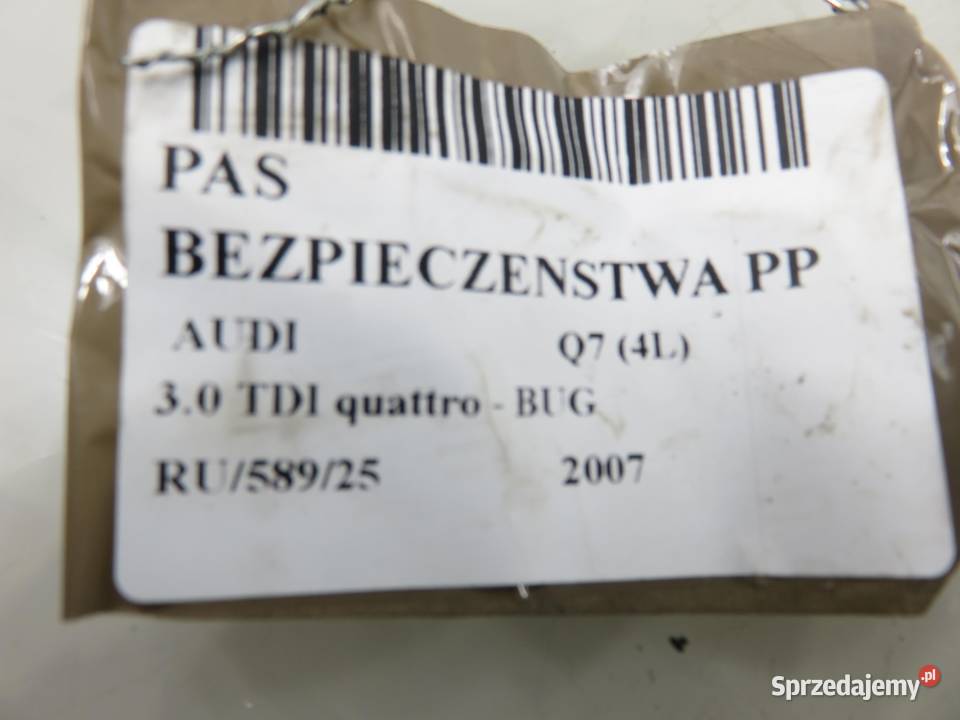 PAS
BEZPIECZENSTWA PP
AUDI Q7 (4L)
3.0 TDI quattro - BUG
RU/589/25 2007
Sprzedajemy.pl